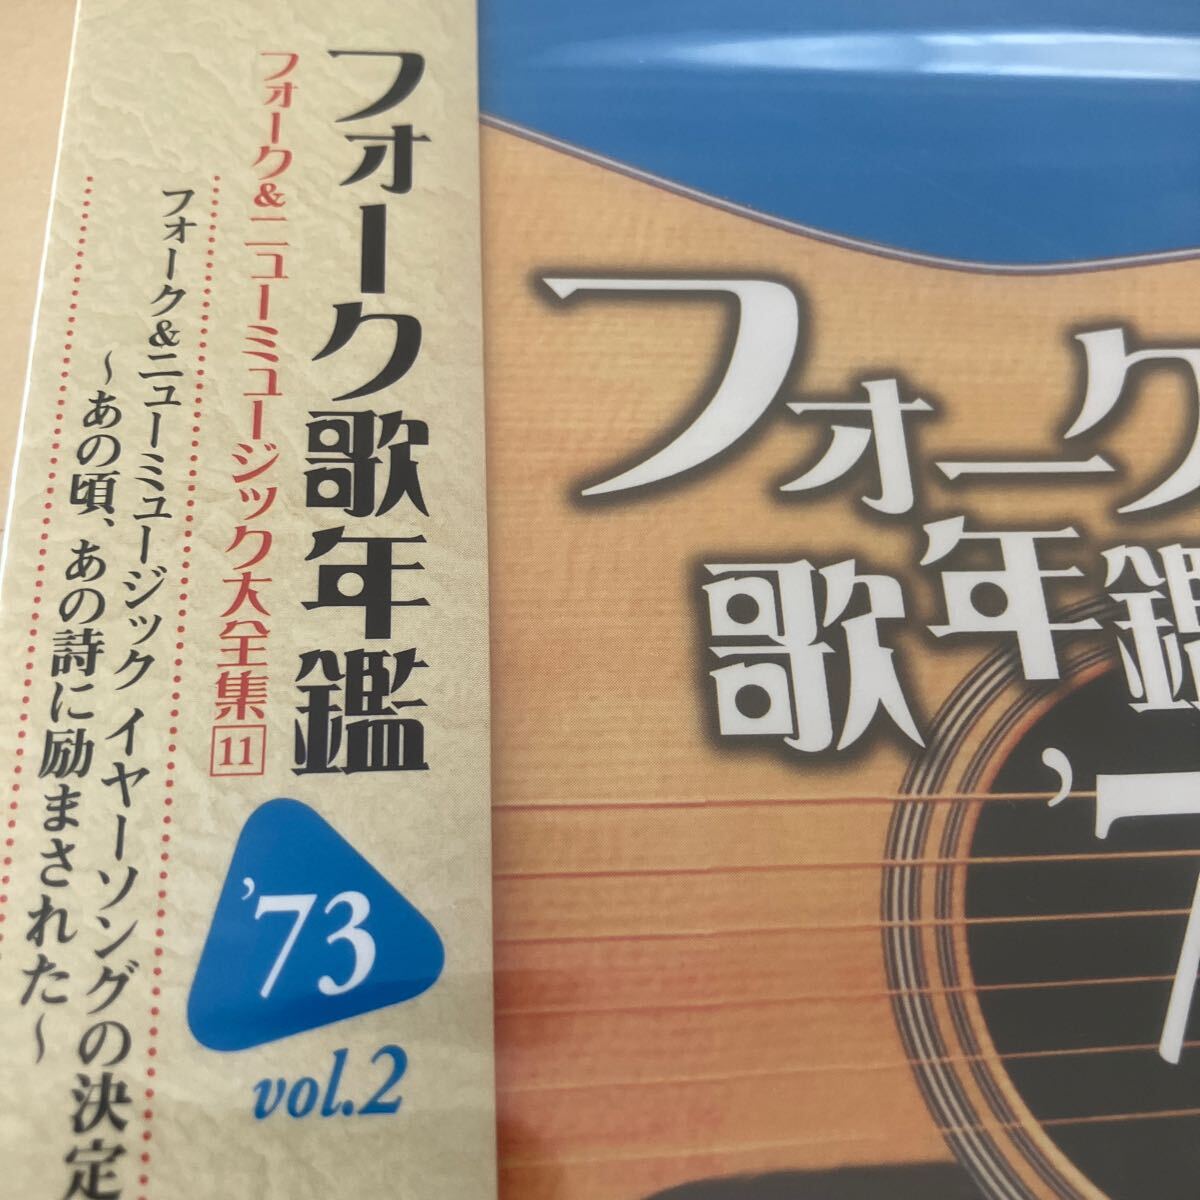 フォーク歌年鑑
フォーク&ニューミュージック大全集11
フォーク&ニューミュージック イヤーソングの決定
～あの頃、あの詩に励まされた～
'73
vol.2
フォーク
歌年鑑
'7